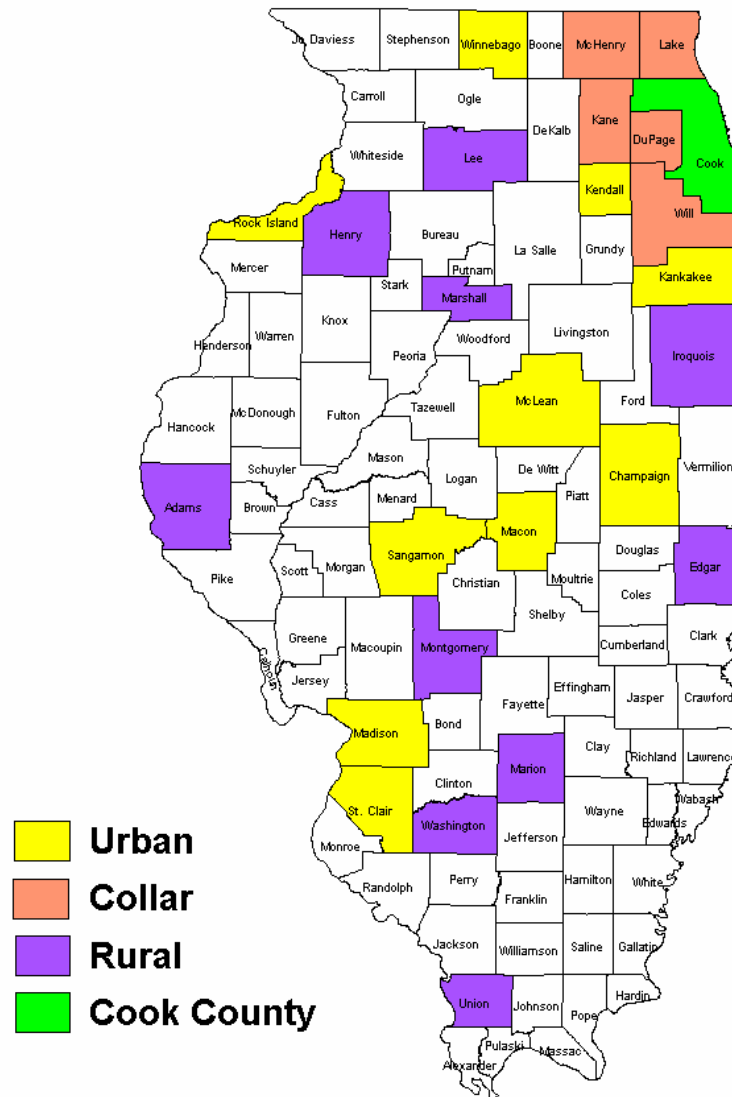 Jo Daviess
Stephenson
Winnebago
Boone
McHenry
Lake
Carroll
Ogle
DeKalb
Kane
DuPage
Cook
Whiteside
Lee
Kendall
Rock Island
Henry
Bureau
La Salle
Grundy
Will
Mercer
Putnam
Kankakee
Stark
Marshall
Knox
Henderson
Warren
Peoria
Woodford
Livingston
Iroquois
Hancock
McDonough
Fulton
Tazewell
McLean
Ford
Mason
Schuyler
Logan
De Witt
Champaign
Vermilion
Adams
Brown
Cass
Menard
Piatt
Macon
Sangamon
Douglas
Edgar
Pike
Scott
Morgan
Christian
Moultrie
Coles
Shelby
Greene
Macoupin
Montgomery
Cumberland
Clark
Calhoun
Jersey
Fayette
Effingham
Jasper
Crawford
Madison
Bond
Clay
Richland
Lawrence
Marion
Clinton
St. Clair
Washington
Wayne
Edwards
Wabash
Monroe
Jefferson
Randolph
Perry
Franklin
Hamilton
White
Jackson
Williamson
Saline
Gallatin
Union
Johnson
Pope
Hardin
Alexander
Pulaski
Massac
Urban
Collar
Rural
Cook County